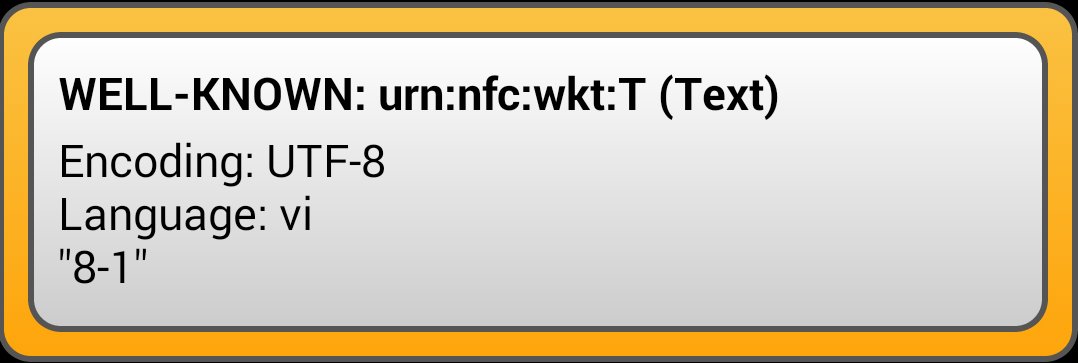 WELL-KNOWN: urn:nfc:wkt:T (Text)
Encoding: UTF-8
Language: vi
"8-1"